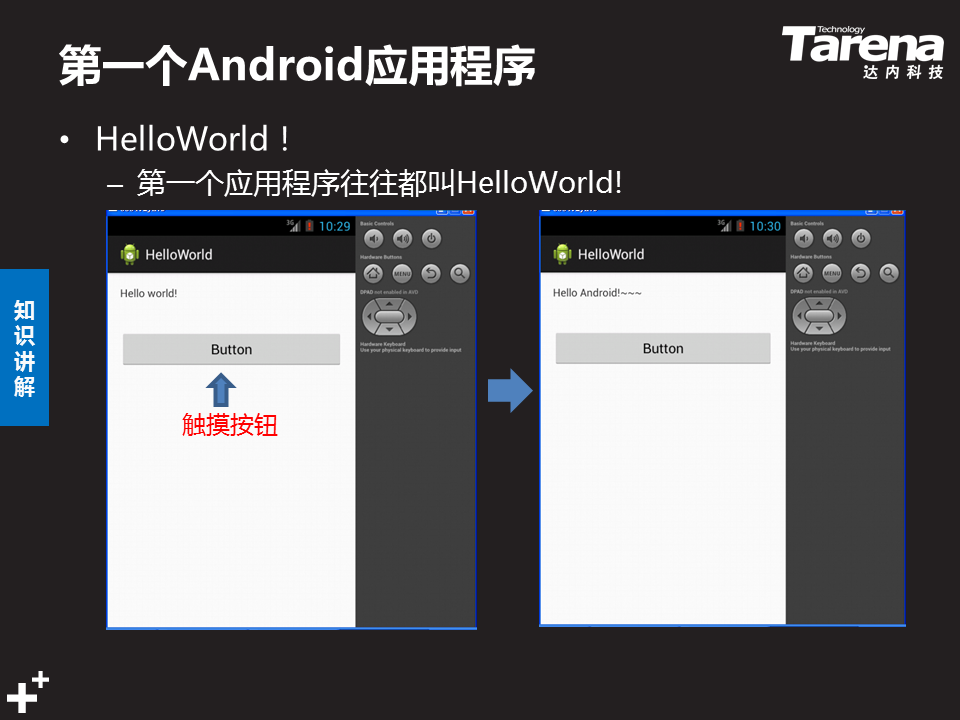 第一个Android应用程序
Technology
Tarena
达内科技
• HelloWorld！
– 第一个应用程序往往都叫HelloWorld!
知识讲解
3G 10:29
HelloWorld
Hello world!
Button
触摸按钮
Basic Controls
Hardware Buttons
MENU
DPAD not enabled in AVD
Hardware Keyboard
Use your physical keyboard to provide input
3G 10:30
HelloWorld
Hello Android!~~~
Button
Basic Controls
Hardware Buttons
MENU
DPAD not enabled in AVD
Hardware Keyboard
Use your physical keyboard to provide input